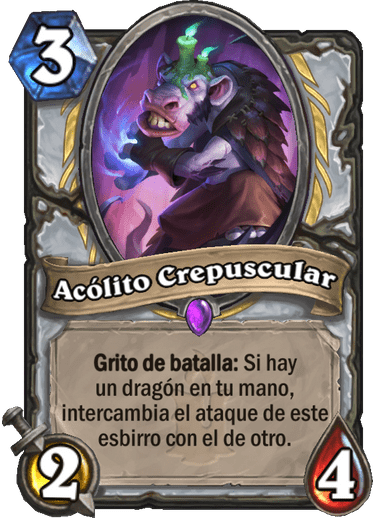 3
Acólito Crepuscular
Grito de batalla: Si hay
un dragón en tu mano,
intercambia el ataque de este
esbirro con el de otro.
2
4